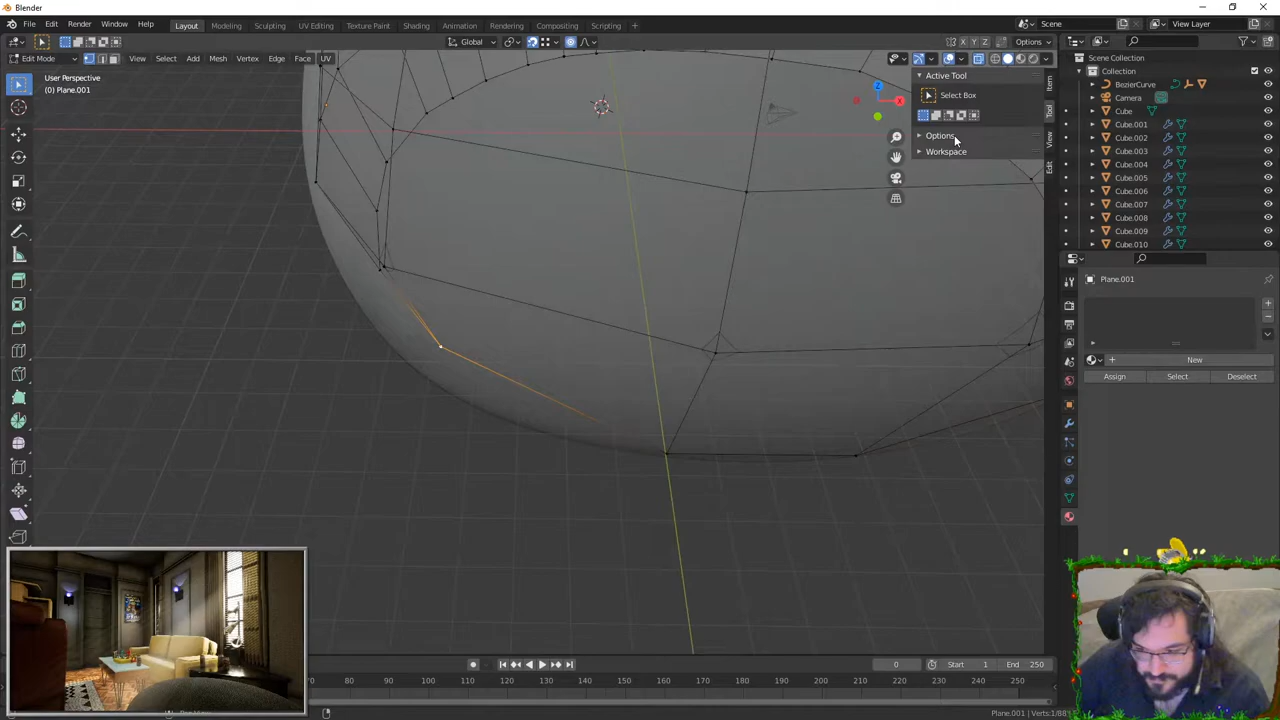 Blender
File Edit Render Window Help Layout Modeling Sculpting UV Editing Texture Paint Shading Animation Rendering Compositing Scripting + Scene View Layer
Global X Y Z Options
Edit Mode View Select Add Mesh Vertex Edge Face UV
User Perspective
(0) Plane.001
Z
X
Active Tool
Select Box
Options
Workspace
Item
Tool
View
Edit
Scene Collection
Collection
BezierCurve
Camera
Cube
Cube.001
Cube.002
Cube.003
Cube.004
Cube.005
Cube.006
Cube.007
Cube.008
Cube.009
Cube.010
Plane.001
New
Assign Select Deselect
0 Start 1 End 250
70 80 90 100 110 120 130 140 150 160 170 180 190 200 210 220 230 240 250